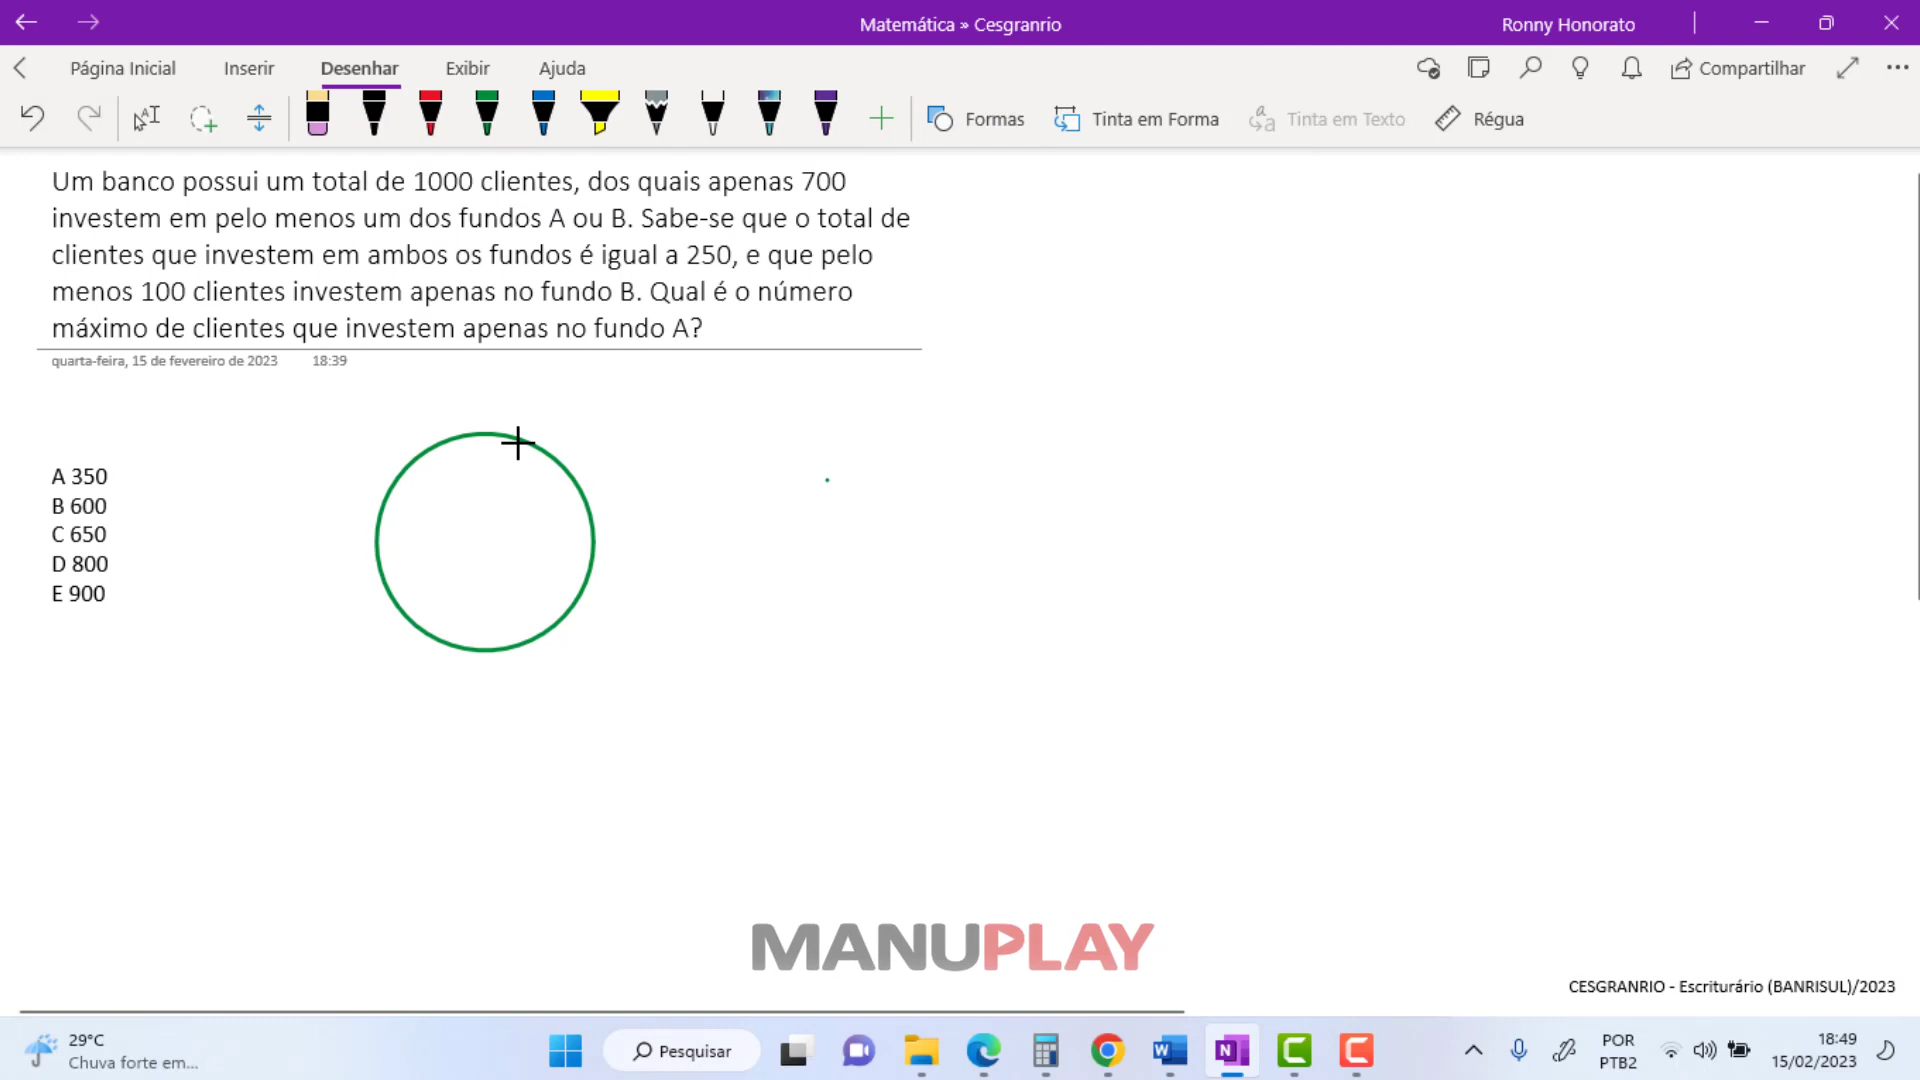 Matemática » Cesgranrio
Ronny Honorato
Página Inicial
Inserir
Desenhar
Exibir
Ajuda
Compartilhar
Formas
Tinta em Forma
Tinta em Texto
Régua
Um banco possui um total de 1000 clientes, dos quais apenas 700
investem em pelo menos um dos fundos A ou B. Sabe-se que o total de
clientes que investem em ambos os fundos é igual a 250, e que pelo
menos 100 clientes investem apenas no fundo B. Qual é o número
máximo de clientes que investem apenas no fundo A?
quarta-feira, 15 de fevereiro de 2023 18:39
A 350
B 600
C 650
D 800
E 900
MANUPLAY
CESGRANRIO - Escriturário (BANRISUL)/2023
29°C
Chuva forte em...
Pesquisar
POR
PTB2
18:49
15/02/2023